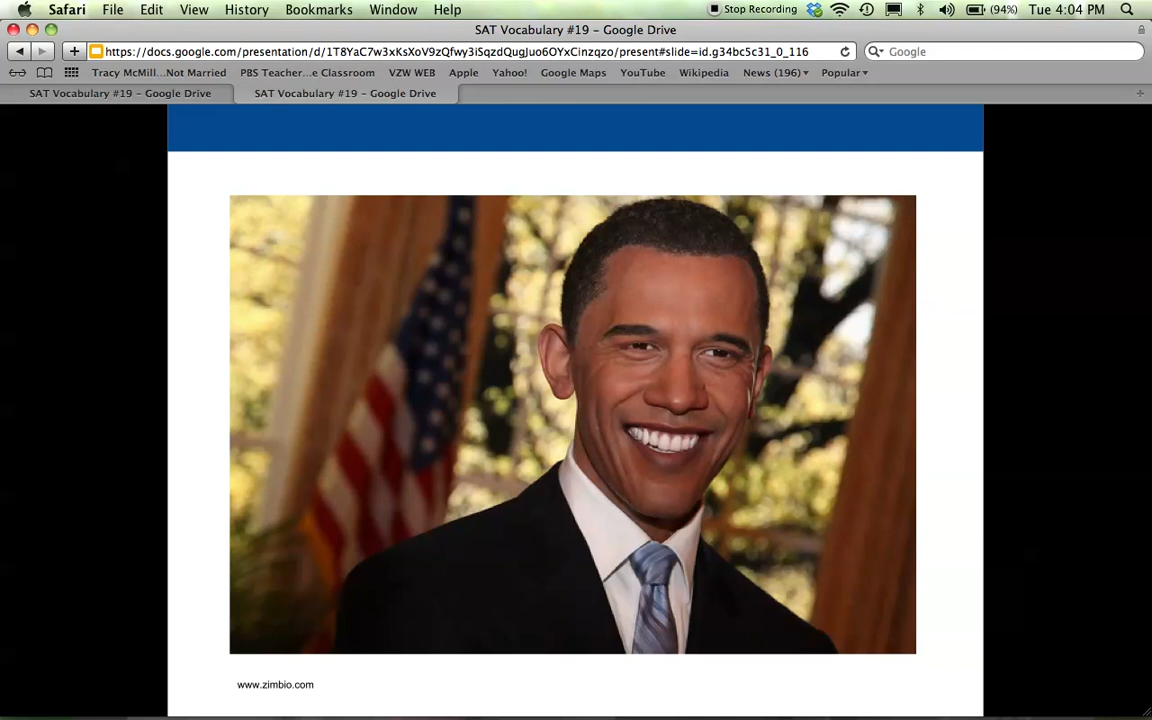 Safari File Edit View History Bookmarks Window Help Stop Recording (94%) Tue 4:04 PM
SAT Vocabulary #19 – Google Drive
https://docs.google.com/presentation/d/1T8YaC7w3xKsXoV9zQfwy3iSqzdQugJuo6OYxCinzqzo/present#slide=id.g34bc5c31_0_116 Google
Tracy McMill...Not Married PBS Teacher...e Classroom VZW WEB Apple Yahoo! Google Maps YouTube Wikipedia News (196) Popular
SAT Vocabulary #19 – Google Drive SAT Vocabulary #19 – Google Drive
www.zimbio.com